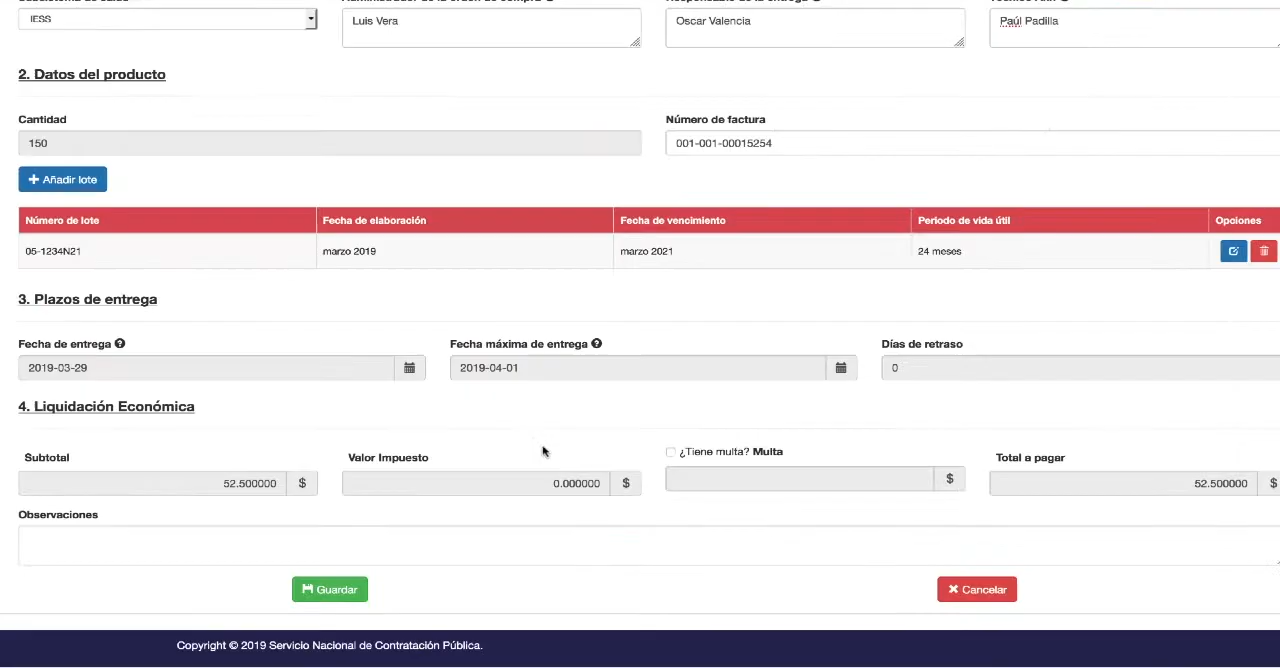 IESS
Luis Vera
Oscar Valencia
Paúl Padilla
2. Datos del producto
Cantidad
Número de factura
150
001-001-00015254
Añadir lote
Número de lote Fecha de elaboración Fecha de vencimiento Periodo de vida útil Opciones
05-1234N21 marzo 2019 marzo 2021 24 meses
3. Plazos de entrega
Fecha de entrega Fecha máxima de entrega Días de retraso
2019-03-29 2019-04-01 0
4. Liquidación Económica
Subtotal Valor Impuesto ¿Tiene multa? Multa Total a pagar
52.500000 $ 0.000000 $ $ 52.500000 $
Observaciones
Guardar Cancelar
Copyright © 2019 Servicio Nacional de Contratación Pública.